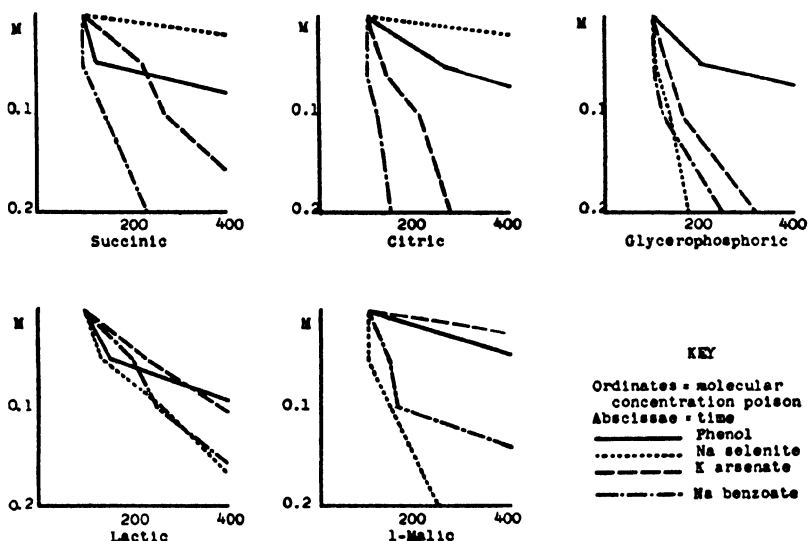 M
0.1
0.2
200
400
Succinic
M
0.1
0.2
200
400
Citric
M
0.1
0.2
200
400
Glycerophosphoric
M
0.1
0.2
200
400
Lactic
M
0.1
0.2
200
400
l-Malic
KEY
Ordinates = molecular
concentration poison
Abscissae = time
Phenol
Na selenite
K arsenate
Na benzoate